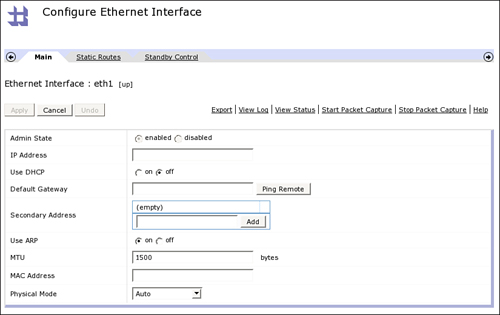 Configure Ethernet Interface
Main Static Routes Standby Control
Ethernet Interface : eth1 [up]
Apply Cancel Undo Export | View Log | View Status | Start Packet Capture | Stop Packet Capture | Help
Admin State enabled disabled
IP Address
Use DHCP on off
Default Gateway Ping Remote
(empty)
Secondary Address Add
Use ARP on off
MTU 1500 bytes
MAC Address
Physical Mode Auto